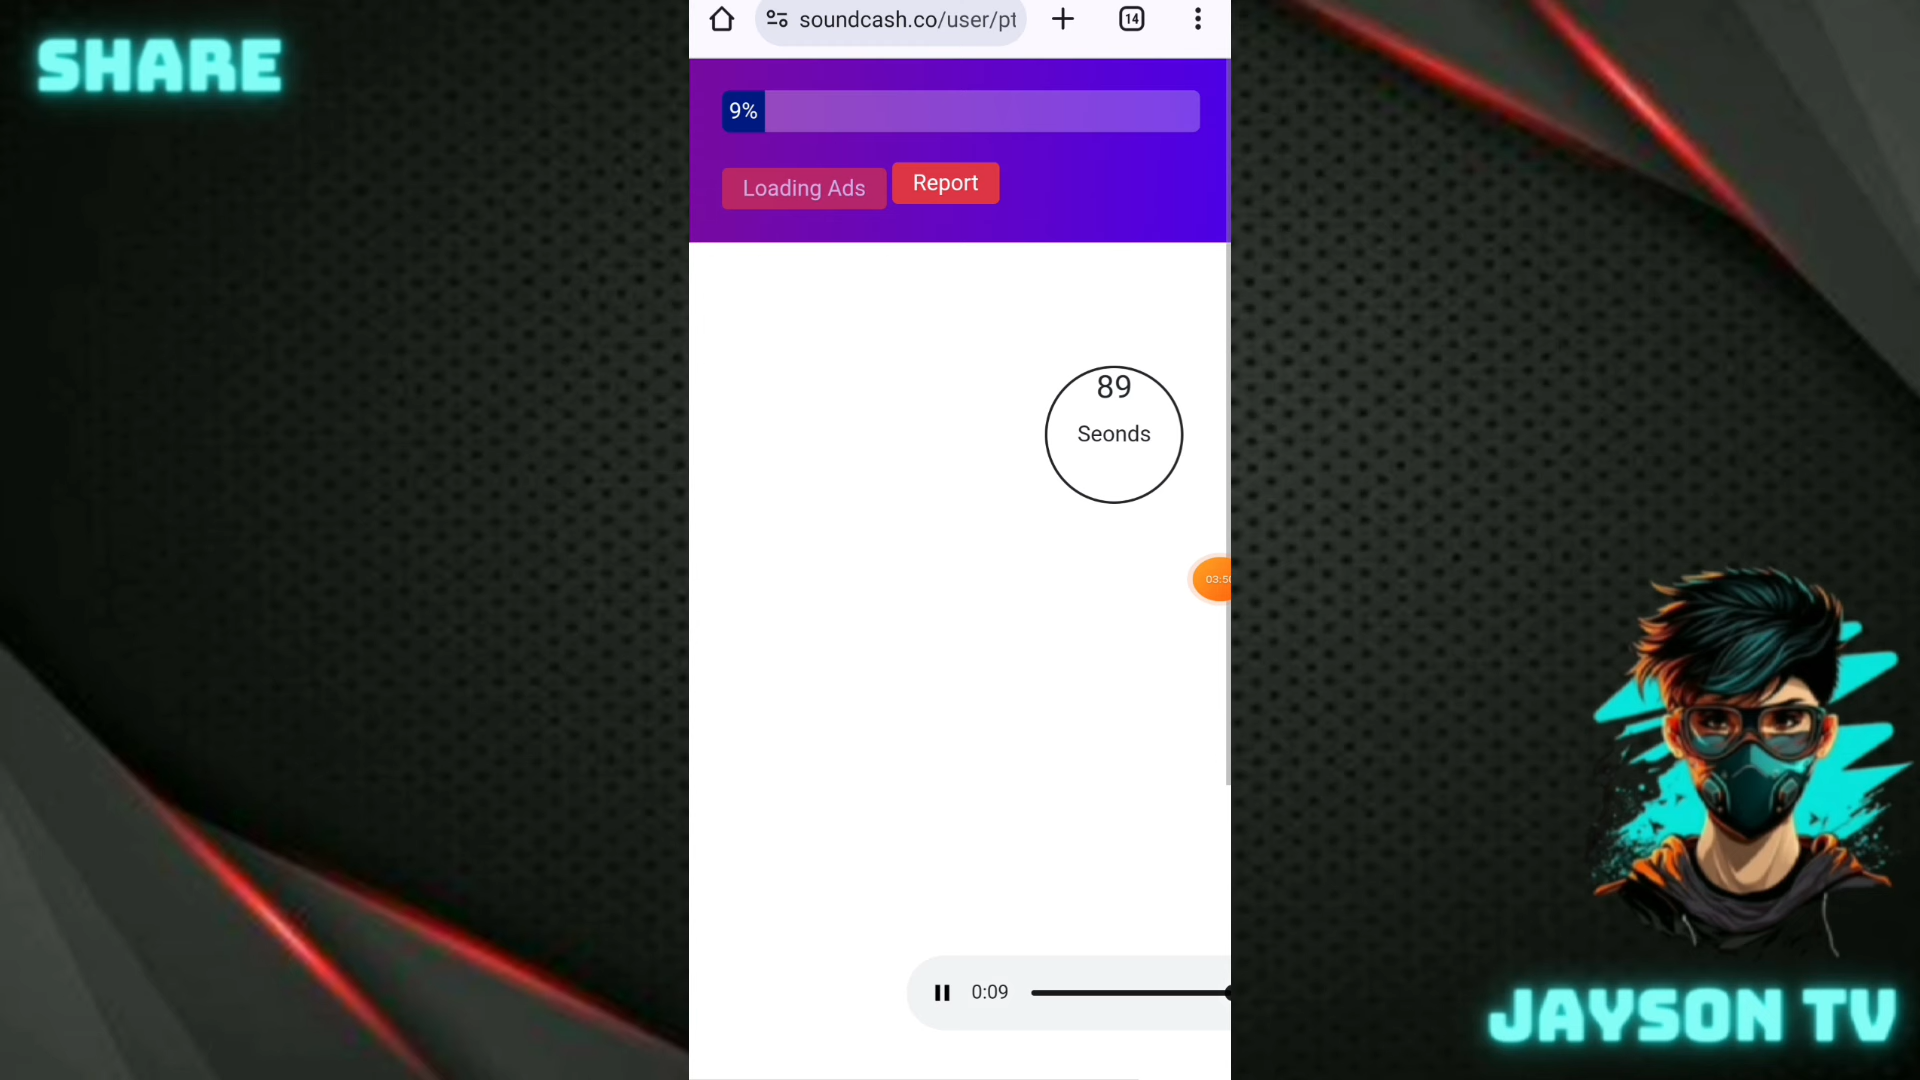 SHARE
soundcash.co/user/pt
14
9%
Loading Ads
Report
89
Seonds
03:50
0:09
JAYSON TV